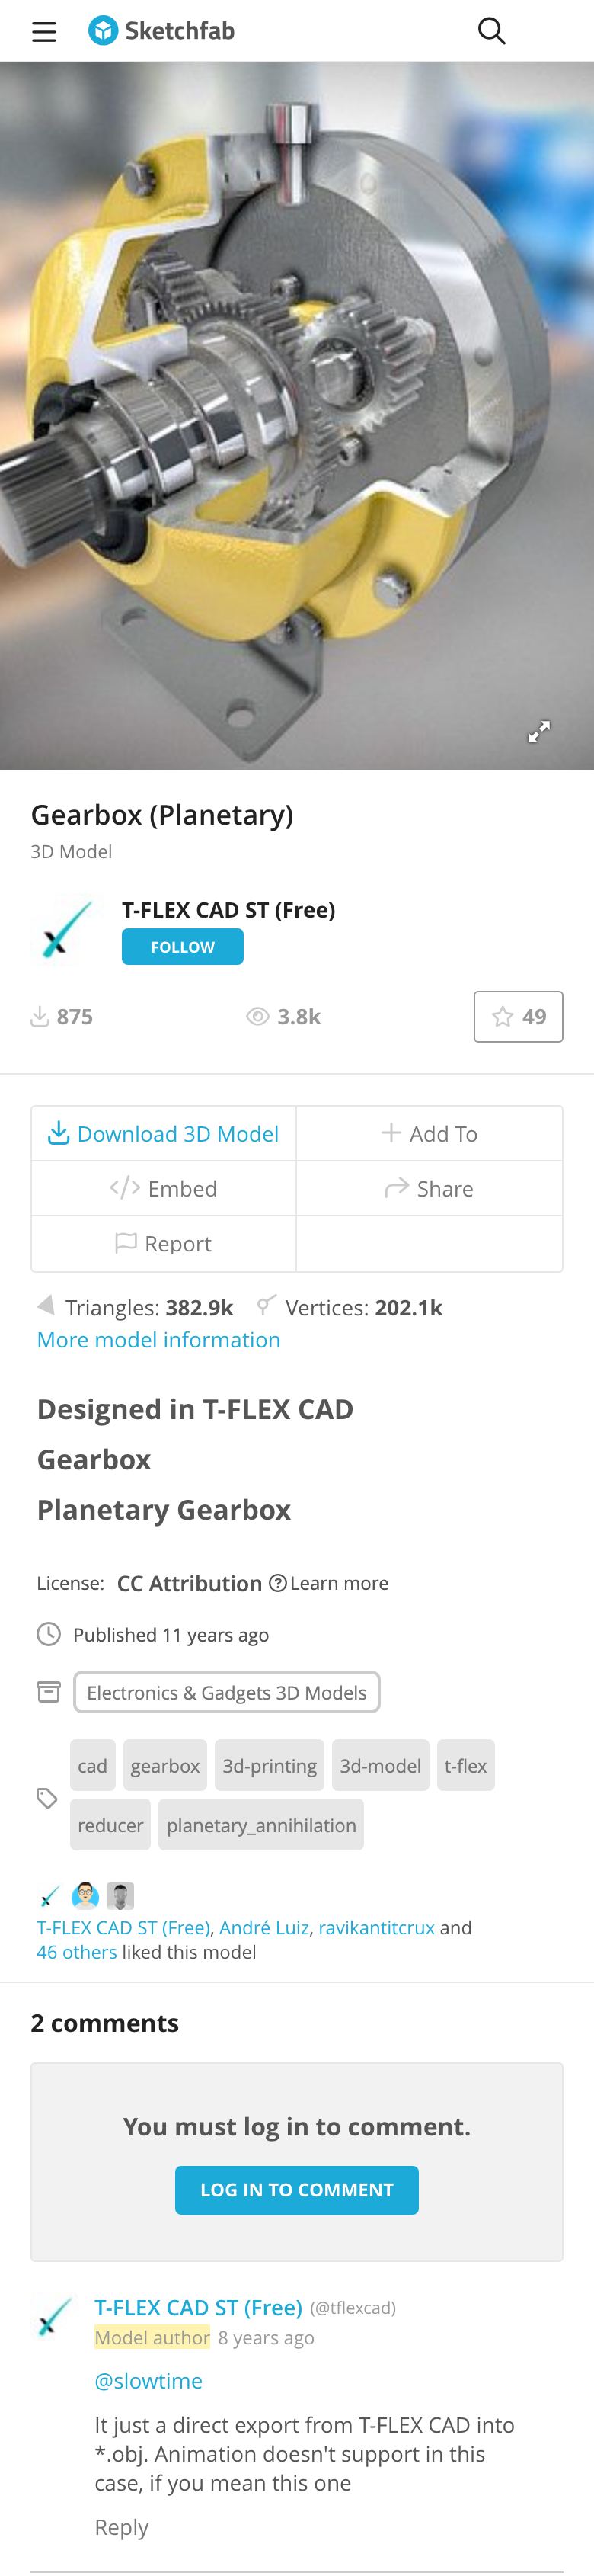 Sketchfab
Gearbox (Planetary)
3D Model
T-FLEX CAD ST (Free)
FOLLOW
875
3.8k
49
Download 3D Model
Add To
Embed
Share
Report
Triangles: 382.9k
Vertices: 202.1k
More model information
Designed in T-FLEX CAD
Gearbox
Planetary Gearbox
License: CC Attribution
Learn more
Published 11 years ago
Electronics & Gadgets 3D Models
cad
gearbox
3d-printing
3d-model
t-flex
reducer
planetary_annihilation
T-FLEX CAD ST (Free), André Luiz, ravikantitcrux and
46 others liked this model
2 comments
You must log in to comment.
LOG IN TO COMMENT
T-FLEX CAD ST (Free) (@tflexcad)
Model author 8 years ago
@slowtime
It just a direct export from T-FLEX CAD into
*.obj. Animation doesn't support in this
case, if you mean this one
Reply